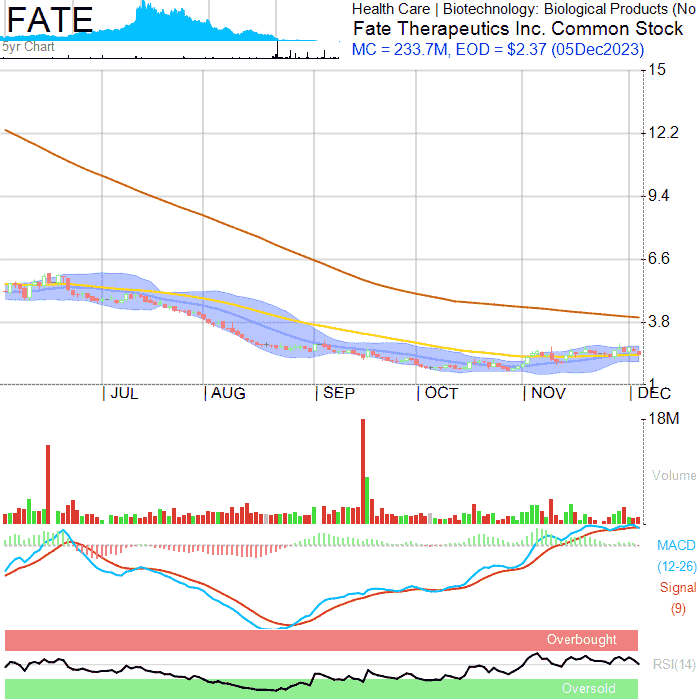 FATE
5yr Chart
Health Care | Biotechnology: Biological Products (No
Fate Therapeutics Inc. Common Stock
MC = 233.7M, EOD = $2.37 (05Dec2023)
15
12.2
9.4
6.6
3.8
1
JUL
AUG
SEP
OCT
NOV
DEC
18M
Volume
MACD
(12-26)
Signal
(9)
Overbought
RSI(14)
Oversold